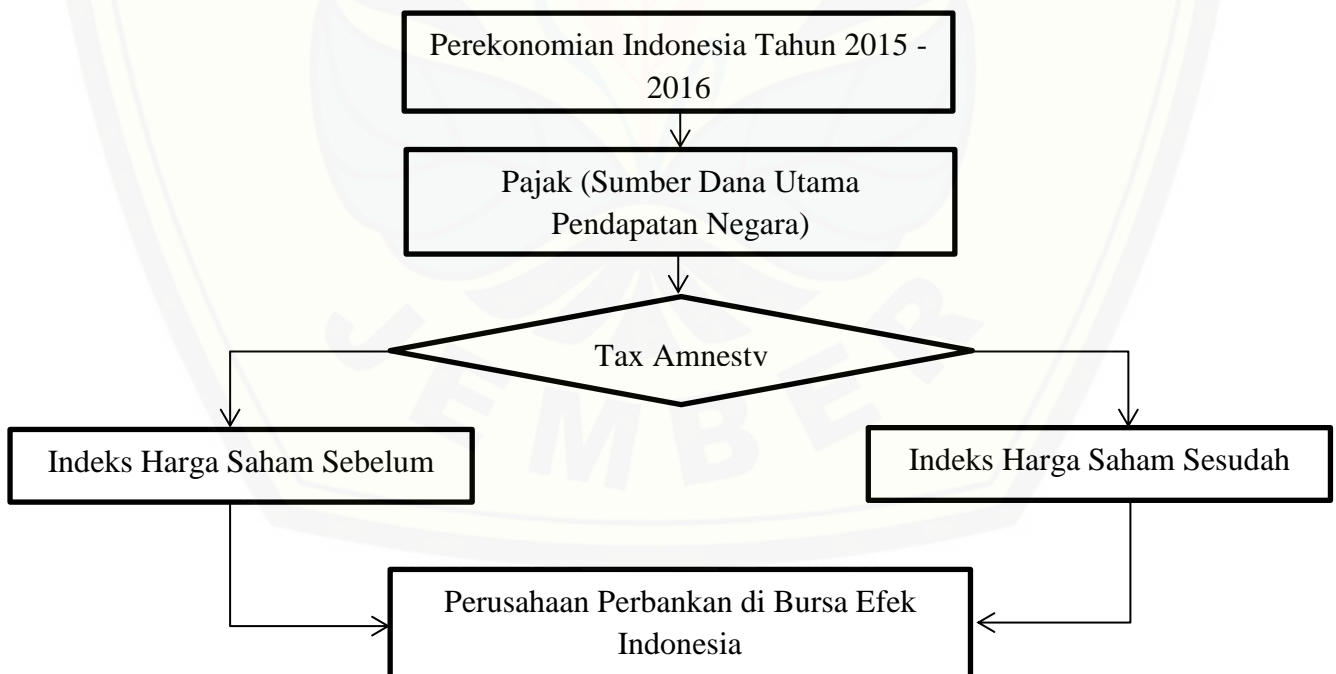 Perekonomian Indonesia Tahun 2015 -
2016
Pajak (Sumber Dana Utama
Pendapatan Negara)
Tax Amnesty
Indeks Harga Saham Sebelum
Indeks Harga Saham Sesudah
Perusahaan Perbankan di Bursa Efek
Indonesia
JEMBER